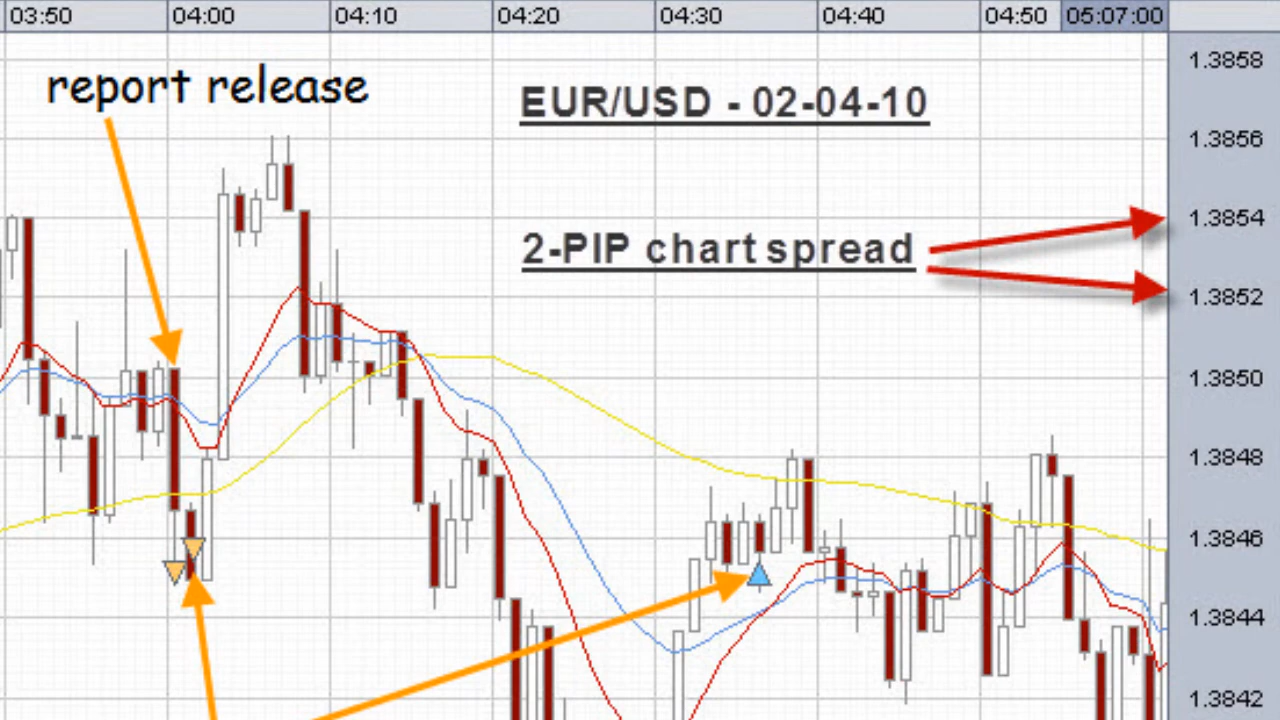 03:50 04:00 04:10 04:20 04:30 04:40 04:50 05:07:00
1.3858
report release
EUR/USD - 02-04-10
1.3856
1.3854
2-PIP chart spread
1.3852
1.3850
1.3848
1.3846
1.3844
1.3842